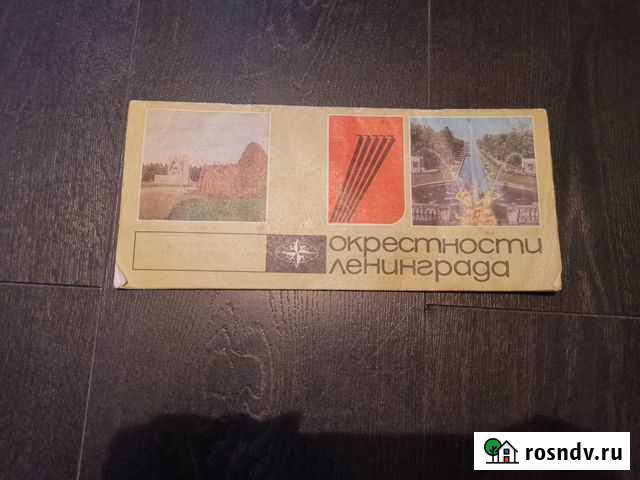 окрестности
ленинграда
rosndv.ru